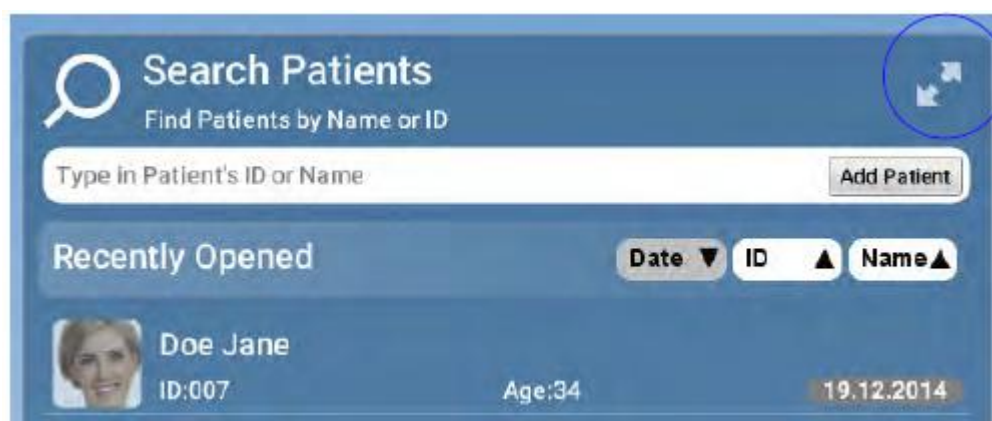 Search Patients
Find Patients by Name or ID
Type in Patient's ID or Name Add Patient
Recently Opened Date ▼ ID ▲ Name▲
Doe Jane
ID:007 Age:34 19.12.2014